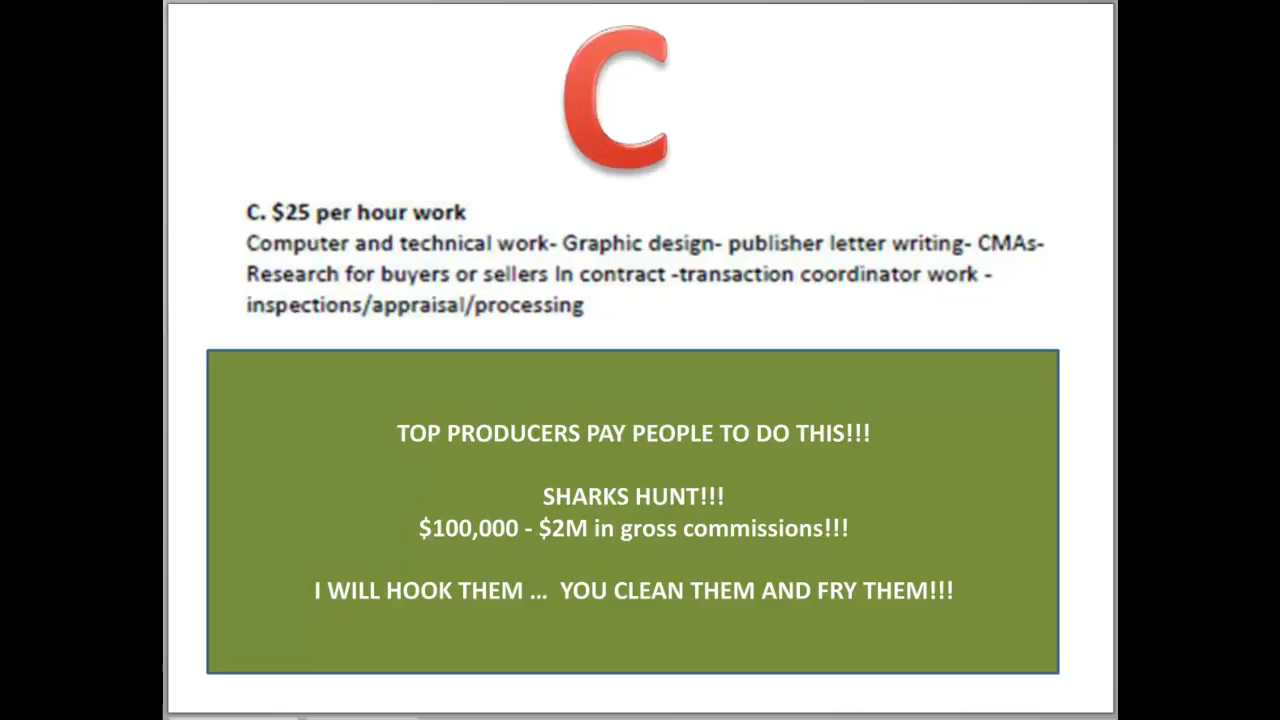 C
C. $25 per hour work
Computer and technical work- Graphic design- publisher letter writing- CMAs-
Research for buyers or sellers In contract -transaction coordinator work -
inspections/appraisal/processing
TOP PRODUCERS PAY PEOPLE TO DO THIS!!!
SHARKS HUNT!!!
$100,000 - $2M in gross commissions!!!
I WILL HOOK THEM ... YOU CLEAN THEM AND FRY THEM!!!